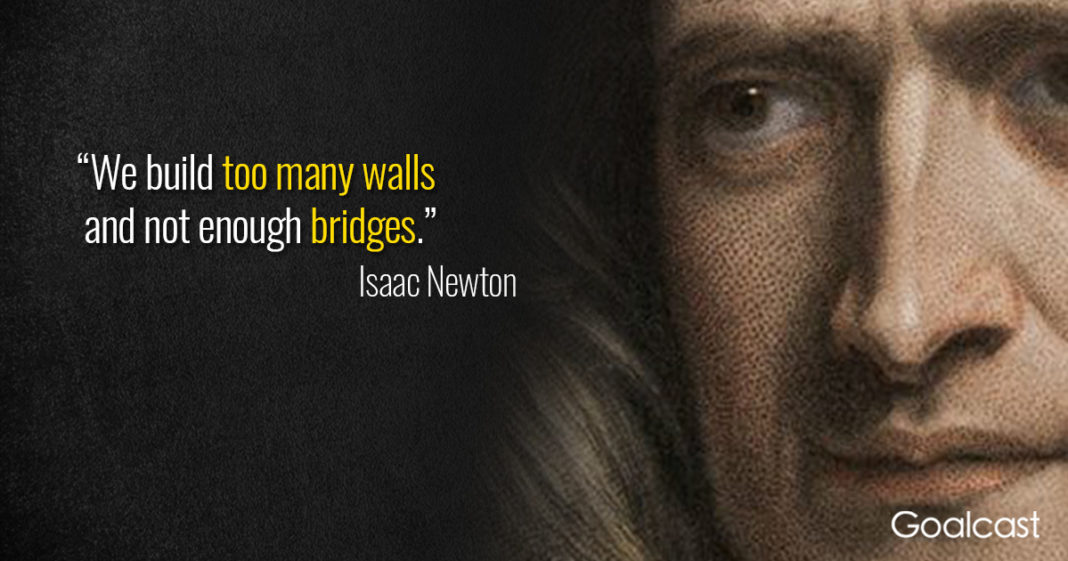 “We build too many walls
and not enough bridges.”
Isaac Newton
Goalcast